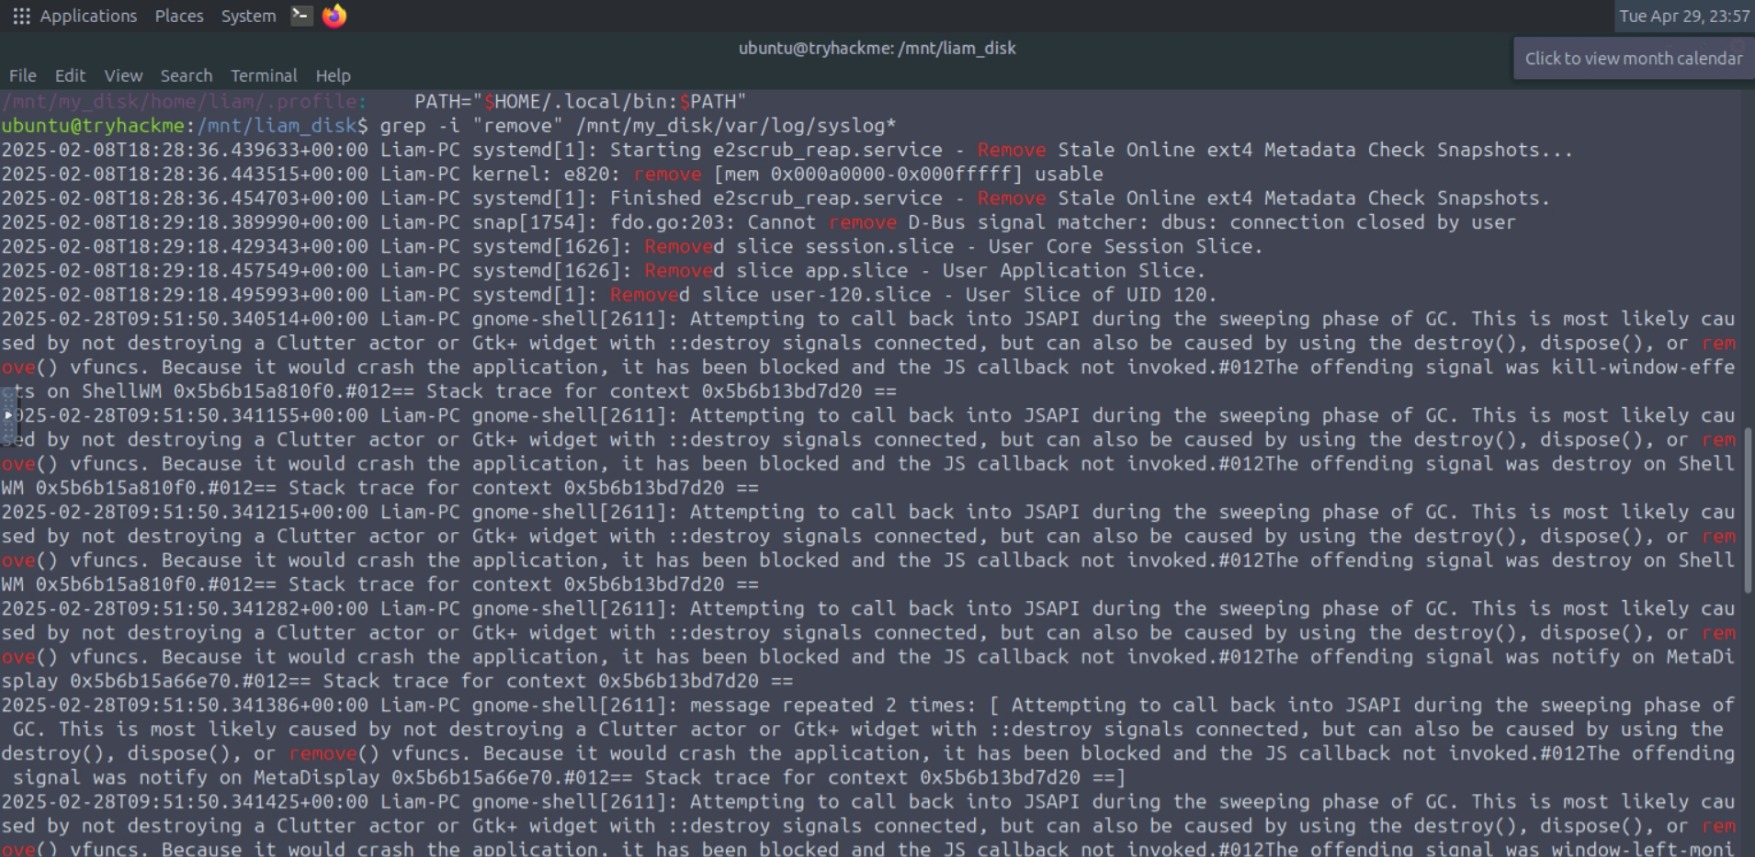 Applications Places System Tue Apr 29, 23:57
ubuntu@tryhackme: /mnt/liam_disk
Click to view month calendar
File Edit View Search Terminal Help
/mnt/my_disk/home/liam/.profile:    PATH="$HOME/.local/bin:$PATH"
ubuntu@tryhackme:/mnt/liam_disk$ grep -i "remove" /mnt/my_disk/var/log/syslog*
2025-02-08T18:28:36.439633+00:00 Liam-PC systemd[1]: Starting e2scrub_reap.service - Remove Stale Online ext4 Metadata Check Snapshots...
2025-02-08T18:28:36.443515+00:00 Liam-PC kernel: e820: remove [mem 0x000a0000-0x000fffff] usable
2025-02-08T18:28:36.454703+00:00 Liam-PC systemd[1]: Finished e2scrub_reap.service - Remove Stale Online ext4 Metadata Check Snapshots.
2025-02-08T18:29:18.389990+00:00 Liam-PC snap[1754]: fdo.go:203: Cannot remove D-Bus signal matcher: dbus: connection closed by user
2025-02-08T18:29:18.429343+00:00 Liam-PC systemd[1626]: Removed slice session.slice - User Core Session Slice.
2025-02-08T18:29:18.457549+00:00 Liam-PC systemd[1626]: Removed slice app.slice - User Application Slice.
2025-02-08T18:29:18.495993+00:00 Liam-PC systemd[1]: Removed slice user-120.slice - User Slice of UID 120.
2025-02-28T09:51:50.340514+00:00 Liam-PC gnome-shell[2611]: Attempting to call back into JSAPI during the sweeping phase of GC. This is most likely cau
sed by not destroying a Clutter actor or Gtk+ widget with ::destroy signals connected, but can also be caused by using the destroy(), dispose(), or rem
ove() vfuncs. Because it would crash the application, it has been blocked and the JS callback not invoked.#012The offending signal was kill-window-effe
cts on ShellWM 0x5b6b15a810f0.#012== Stack trace for context 0x5b6b13bd7d20 ==
2025-02-28T09:51:50.341155+00:00 Liam-PC gnome-shell[2611]: Attempting to call back into JSAPI during the sweeping phase of GC. This is most likely cau
sed by not destroying a Clutter actor or Gtk+ widget with ::destroy signals connected, but can also be caused by using the destroy(), dispose(), or rem
ove() vfuncs. Because it would crash the application, it has been blocked and the JS callback not invoked.#012The offending signal was destroy on Shell
WM 0x5b6b15a810f0.#012== Stack trace for context 0x5b6b13bd7d20 ==
2025-02-28T09:51:50.341215+00:00 Liam-PC gnome-shell[2611]: Attempting to call back into JSAPI during the sweeping phase of GC. This is most likely cau
sed by not destroying a Clutter actor or Gtk+ widget with ::destroy signals connected, but can also be caused by using the destroy(), dispose(), or rem
ove() vfuncs. Because it would crash the application, it has been blocked and the JS callback not invoked.#012The offending signal was destroy on Shell
WM 0x5b6b15a810f0.#012== Stack trace for context 0x5b6b13bd7d20 ==
2025-02-28T09:51:50.341282+00:00 Liam-PC gnome-shell[2611]: Attempting to call back into JSAPI during the sweeping phase of GC. This is most likely cau
sed by not destroying a Clutter actor or Gtk+ widget with ::destroy signals connected, but can also be caused by using the destroy(), dispose(), or rem
ove() vfuncs. Because it would crash the application, it has been blocked and the JS callback not invoked.#012The offending signal was notify on MetaDi
splay 0x5b6b15a66e70.#012== Stack trace for context 0x5b6b13bd7d20 ==
2025-02-28T09:51:50.341386+00:00 Liam-PC gnome-shell[2611]: message repeated 2 times: [ Attempting to call back into JSAPI during the sweeping phase of
 GC. This is most likely caused by not destroying a Clutter actor or Gtk+ widget with ::destroy signals connected, but can also be caused by using the
destroy(), dispose(), or remove() vfuncs. Because it would crash the application, it has been blocked and the JS callback not invoked.#012The offending
 signal was notify on MetaDisplay 0x5b6b15a66e70.#012== Stack trace for context 0x5b6b13bd7d20 ==]
2025-02-28T09:51:50.341425+00:00 Liam-PC gnome-shell[2611]: Attempting to call back into JSAPI during the sweeping phase of GC. This is most likely cau
sed by not destroying a Clutter actor or Gtk+ widget with ::destroy signals connected, but can also be caused by using the destroy(), dispose(), or rem
ove() vfuncs. Because it would crash the application, it has been blocked and the JS callback not invoked.#012The offending signal was window-left-moni